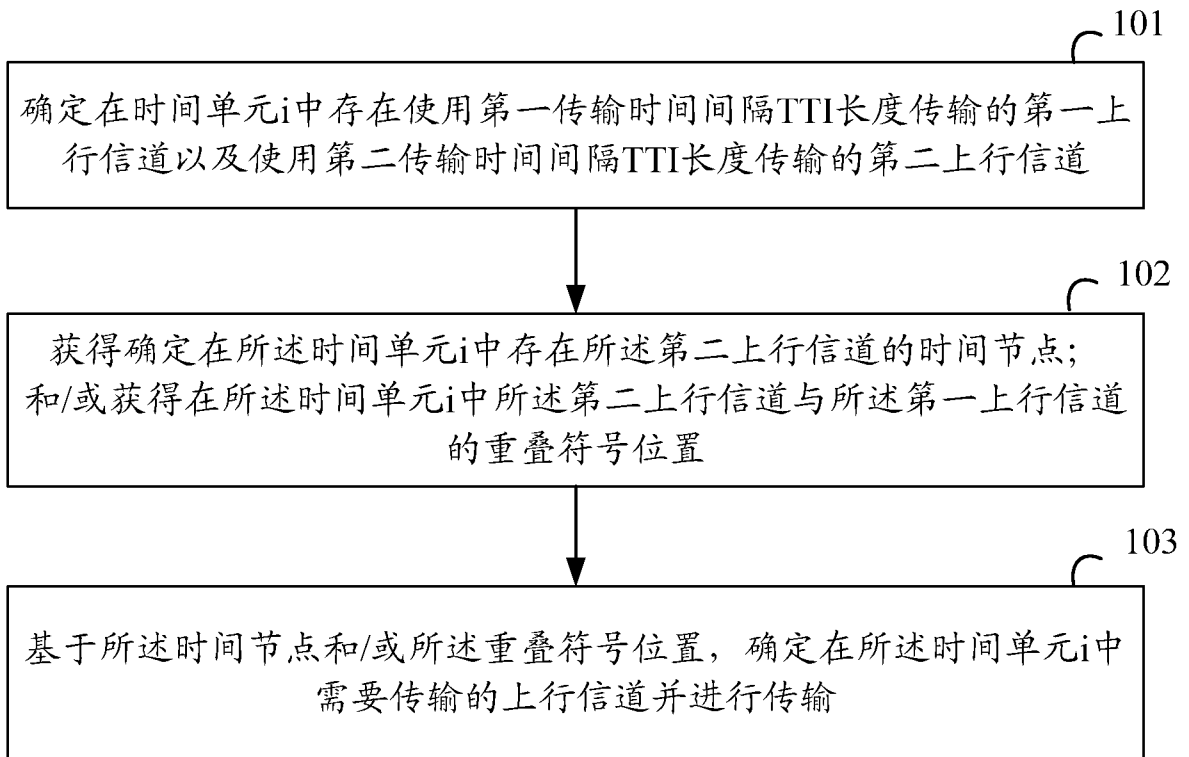 101
确定在时间单元i中存在使用第一传输时间间隔TTI长度传输的第一上
行信道以及使用第二传输时间间隔TTI长度传输的第二上行信道
102
获得确定在所述时间单元i中存在所述第二上行信道的时间节点；
和/或获得在所述时间单元i中所述第二上行信道与所述第一上行信道
的重叠符号位置
103
基于所述时间节点和/或所述重叠符号位置，确定在所述时间单元i中
需要传输的上行信道并进行传输